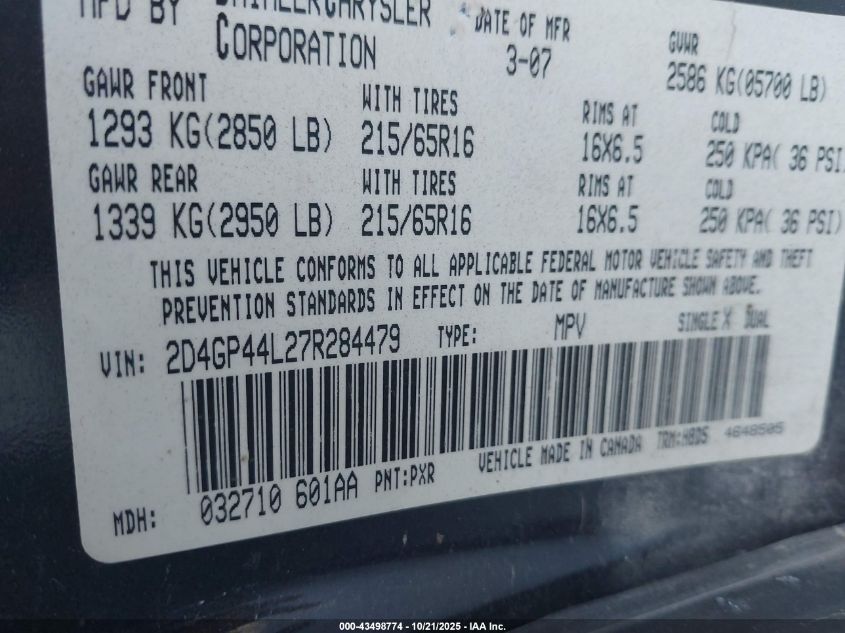 MFD BY DAIMLERCHRYSLER DATE OF MFR GVWR
CORPORATION 3-07 2586 KG(05700 LB)
GAWR FRONT WITH TIRES RIMS AT COLD
1293 KG(2850 LB) 215/65R16 16X6.5 250 KPA( 36 PSI)
GAWR REAR WITH TIRES RIMS AT COLD
1339 KG(2950 LB) 215/65R16 16X6.5 250 KPA( 36 PSI)
THIS VEHICLE CONFORMS TO ALL APPLICABLE FEDERAL MOTOR VEHICLE SAFETY AND THEFT
PREVENTION STANDARDS IN EFFECT ON THE DATE OF MANUFACTURE SHOWN ABOVE.
VIN: 2D4GP44L27R284479 TYPE: MPV SINGLE X DUAL
VEHICLE MADE IN CANADA TRM:H8D5 4648505
MDH: 032710 601AA PNT:PXR
000-43498774 - 10/21/2025 - IAA Inc.